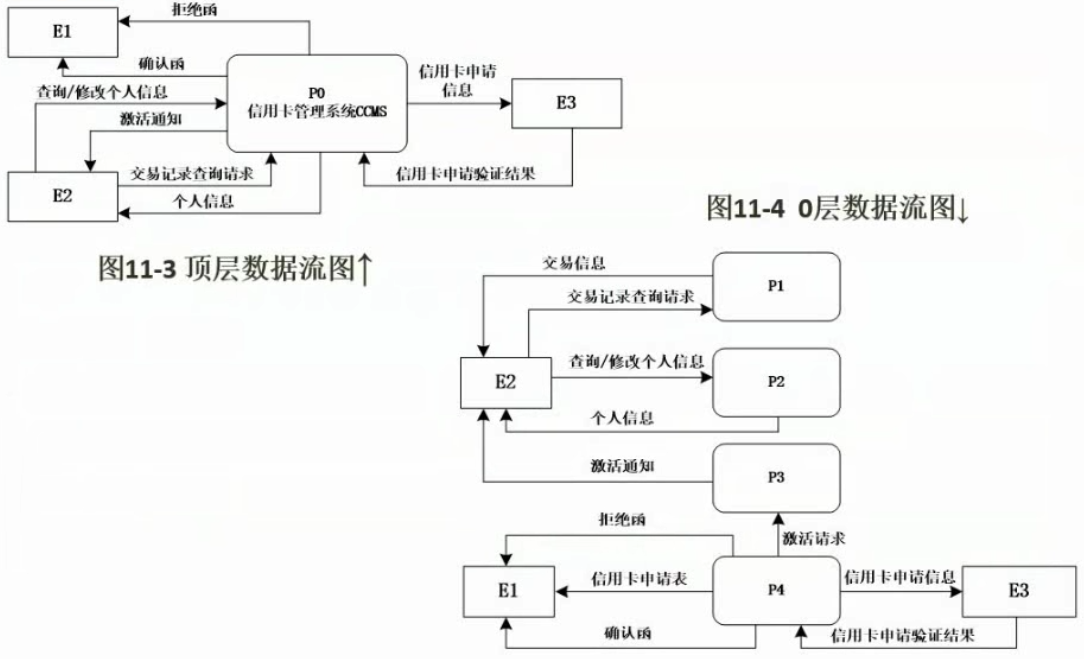 拒绝函
E1
确认函
查询/修改个人信息
激活通知
P0
信用卡管理系统CCMS
信用卡申请
信息
E3
交易记录查询请求
信用卡申请验证结果
E2
个人信息
图11-3 顶层数据流图↑
图11-4 0层数据流图↓
交易信息
P1
交易记录查询请求
E2
查询/修改个人信息
P2
个人信息
激活通知
P3
拒绝函
激活请求
E1
信用卡申请表
P4
信用卡申请信息
E3
确认函
信用卡申请验证结果